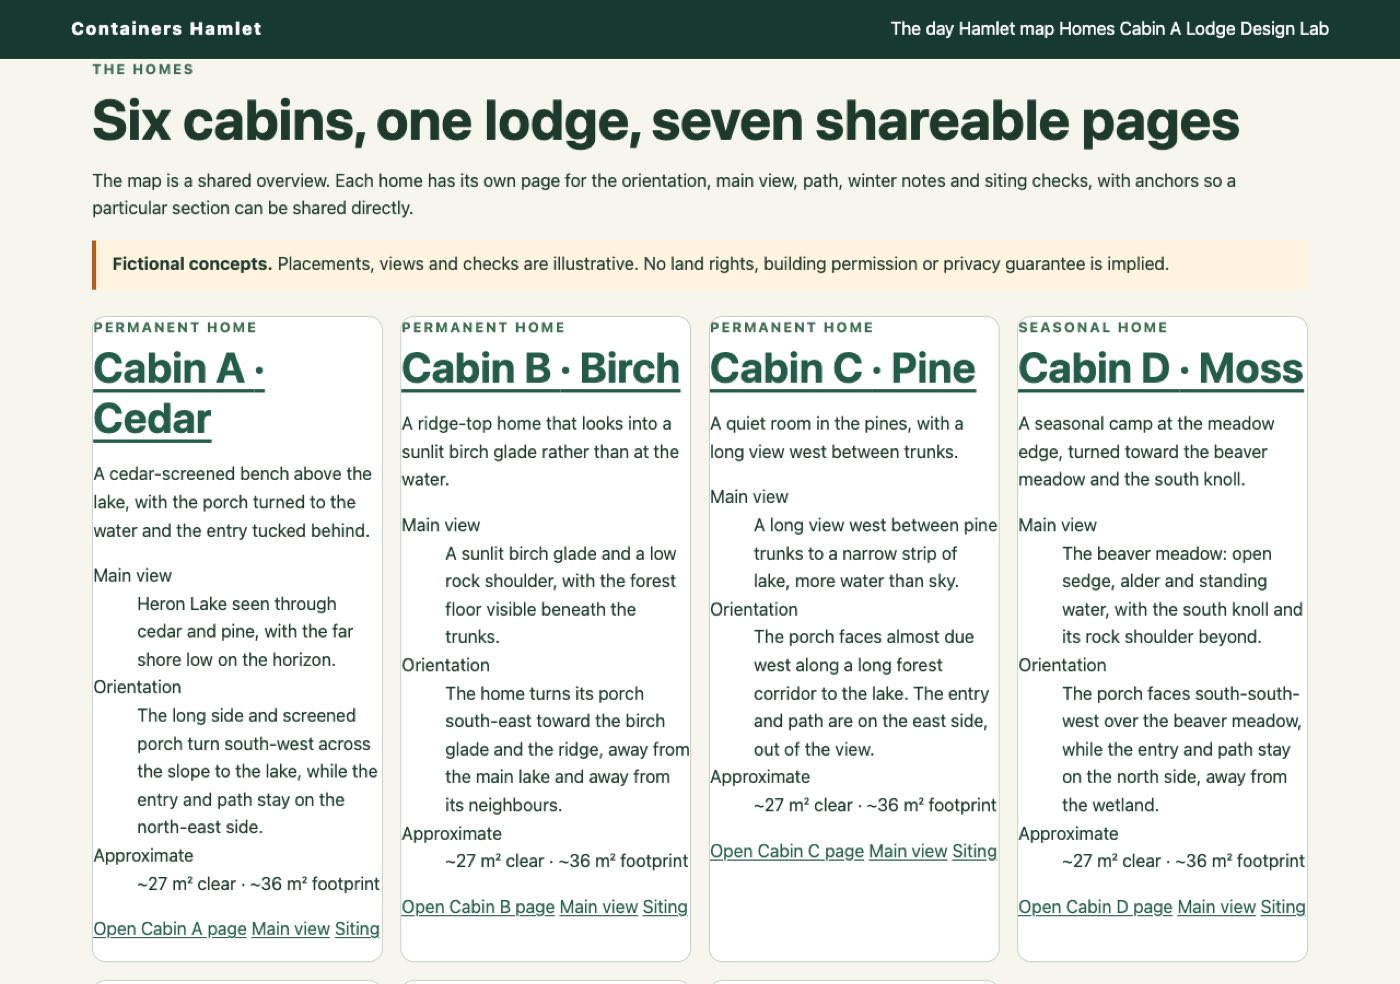 Containers Hamlet
The day Hamlet map Homes Cabin A Lodge Design Lab
THE HOMES
Six cabins, one lodge, seven shareable pages
The map is a shared overview. Each home has its own page for the orientation, main view, path, winter notes and siting checks, with anchors so a
particular section can be shared directly.
Fictional concepts. Placements, views and checks are illustrative. No land rights, building permission or privacy guarantee is implied.
PERMANENT HOME
Cabin A ·
Cedar
A cedar-screened bench above the
lake, with the porch turned to the
water and the entry tucked behind.
Main view
Heron Lake seen through
cedar and pine, with the far
shore low on the horizon.
Orientation
The long side and screened
porch turn south-west across
the slope to the lake, while the
entry and path stay on the
north-east side.
Approximate
~27 m² clear · ~36 m² footprint
Open Cabin A page Main view Siting
PERMANENT HOME
Cabin B · Birch
A ridge-top home that looks into a
sunlit birch glade rather than at the
water.
Main view
A sunlit birch glade and a low
rock shoulder, with the forest
floor visible beneath the
trunks.
Orientation
The home turns its porch
south-east toward the birch
glade and the ridge, away from
the main lake and away from
its neighbours.
Approximate
~27 m² clear · ~36 m² footprint
Open Cabin B page Main view Siting
PERMANENT HOME
Cabin C · Pine
A quiet room in the pines, with a
long view west between trunks.
Main view
A long view west between pine
trunks to a narrow strip of
lake, more water than sky.
Orientation
The porch faces almost due
west along a long forest
corridor to the lake. The entry
and path are on the east side,
out of the view.
Approximate
~27 m² clear · ~36 m² footprint
Open Cabin C page Main view Siting
SEASONAL HOME
Cabin D · Moss
A seasonal camp at the meadow
edge, turned toward the beaver
meadow and the south knoll.
Main view
The beaver meadow: open
sedge, alder and standing
water, with the south knoll and
its rock shoulder beyond.
Orientation
The porch faces south-south-
west over the beaver meadow,
while the entry and path stay
on the north side, away from
the wetland.
Approximate
~27 m² clear · ~36 m² footprint
Open Cabin D page Main view Siting